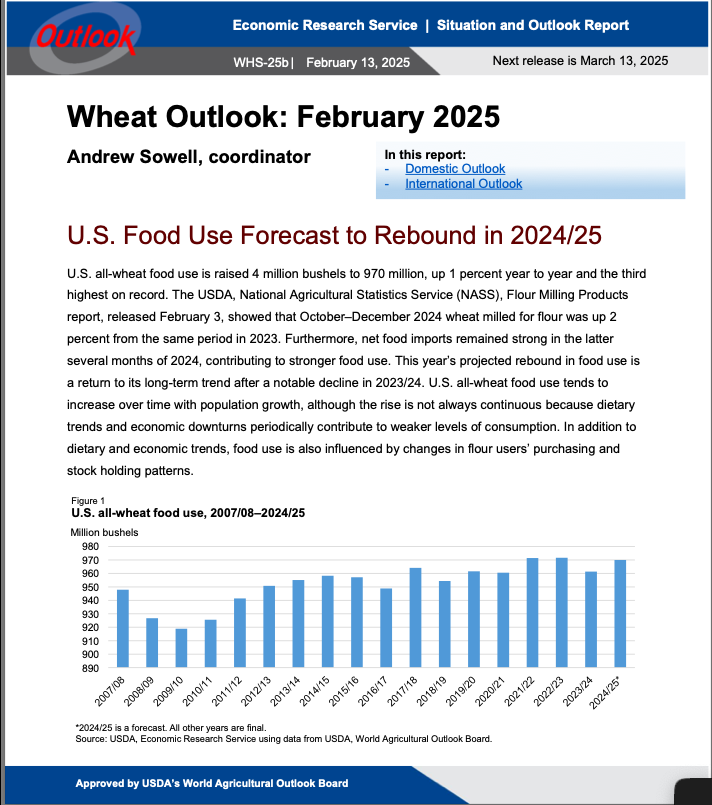 Outlook
Economic Research Service | Situation and Outlook Report
WHS-25b | February 13, 2025
Next release is March 13, 2025
Wheat Outlook: February 2025
Andrew Sowell, coordinator
In this report:
- Domestic Outlook
- International Outlook
U.S. Food Use Forecast to Rebound in 2024/25
U.S. all-wheat food use is raised 4 million bushels to 970 million, up 1 percent year to year and the third
highest on record. The USDA, National Agricultural Statistics Service (NASS), Flour Milling Products
report, released February 3, showed that October–December 2024 wheat milled for flour was up 2
percent from the same period in 2023. Furthermore, net food imports remained strong in the latter
several months of 2024, contributing to stronger food use. This year's projected rebound in food use is
a return to its long-term trend after a notable decline in 2023/24. U.S. all-wheat food use tends to
increase over time with population growth, although the rise is not always continuous because dietary
trends and economic downturns periodically contribute to weaker levels of consumption. In addition to
dietary and economic trends, food use is also influenced by changes in flour users' purchasing and
stock holding patterns.
Figure 1
U.S. all-wheat food use, 2007/08–2024/25
Million bushels
980
970
960
950
940
930
920
910
900
890
2007/08
2008/09
2009/10
2010/11
2011/12
2012/13
2013/14
2014/15
2015/16
2016/17
2017/18
2018/19
2019/20
2020/21
2021/22
2022/23
2023/24
2024/25*
*2024/25 is a forecast. All other years are final.
Source: USDA, Economic Research Service using data from USDA, World Agricultural Outlook Board.
Approved by USDA's World Agricultural Outlook Board